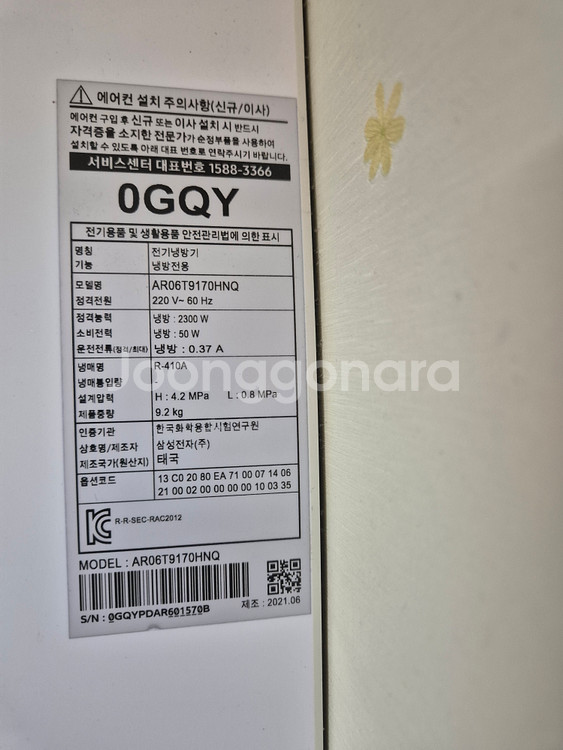 에어컨 설치 주의사항(신규/이사)
에어컨 구입 후 신규 또는 이사 설치 시 반드시
자격증을 소지한 전문가가 순정부품을 사용하여
설치할 수 있도록 아래 대표 번호로 연락주시기 바랍니다.
서비스센터 대표번호 1588-3366
0GQY
전기용품 및 생활용품 안전관리법에 의한 표시
명칭 전기냉방기
기능 냉방전용
모델명 AR06T9170HNQ
정격전원 220 V~ 60 Hz
정격능력 냉방 : 2300 W
소비전력 냉방 : 50 W
운전전류(정격/최대) 냉방 : 0.37 A
냉매명 R-410A
냉매봉입량 -
설계압력 H : 4.2 MPa L : 0.8 MPa
제품중량 9.2 kg
인증기관 한국화학융합시험연구원
상호명/제조자 삼성전자(주)
제조국가(원산지) 태국
옵션코드 13 C0 20 80 EA 71 00 07 14 06
21 00 02 00 00 00 00 10 03 35
R-R-SEC-RAC2012
MODEL : AR06T9170HNQ
제조 : 2021.06
S/N : 0GQYPDAR601570B
Joonggonara